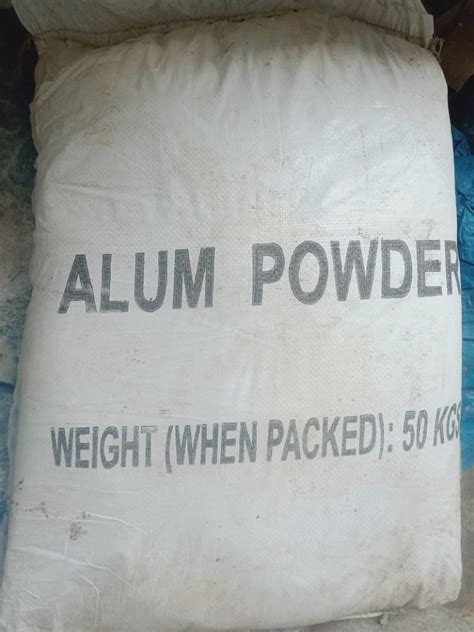 ALUM POWDER
WEIGHT (WHEN PACKED): 50 KGS